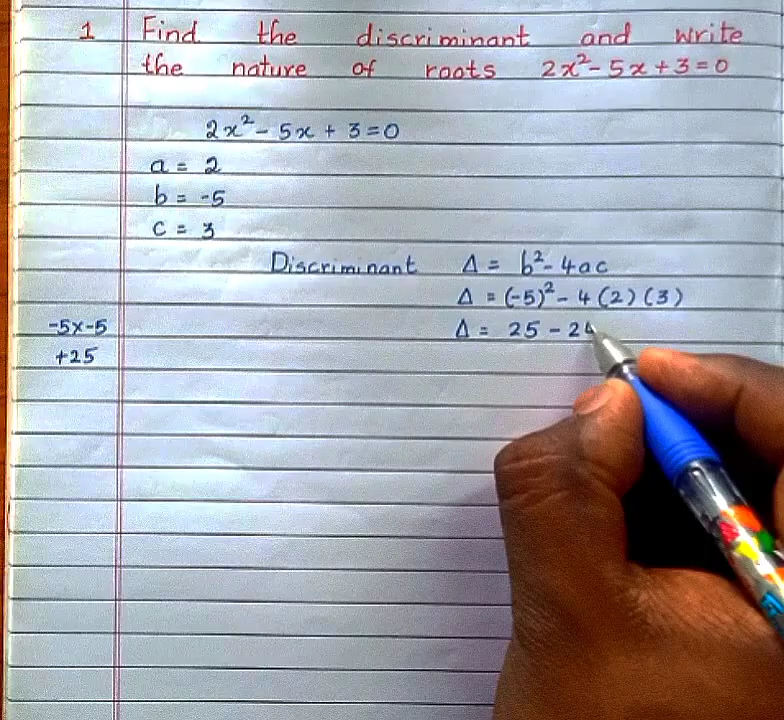 1 Find the discriminant and write
the nature of roots 2x² - 5x + 3 = 0
2x² - 5x + 3 = 0
a = 2
b = -5
c = 3
Discriminant Δ = b² - 4ac
Δ = (-5)² - 4 (2) (3)
-5x-5
+25
Δ = 25 - 24